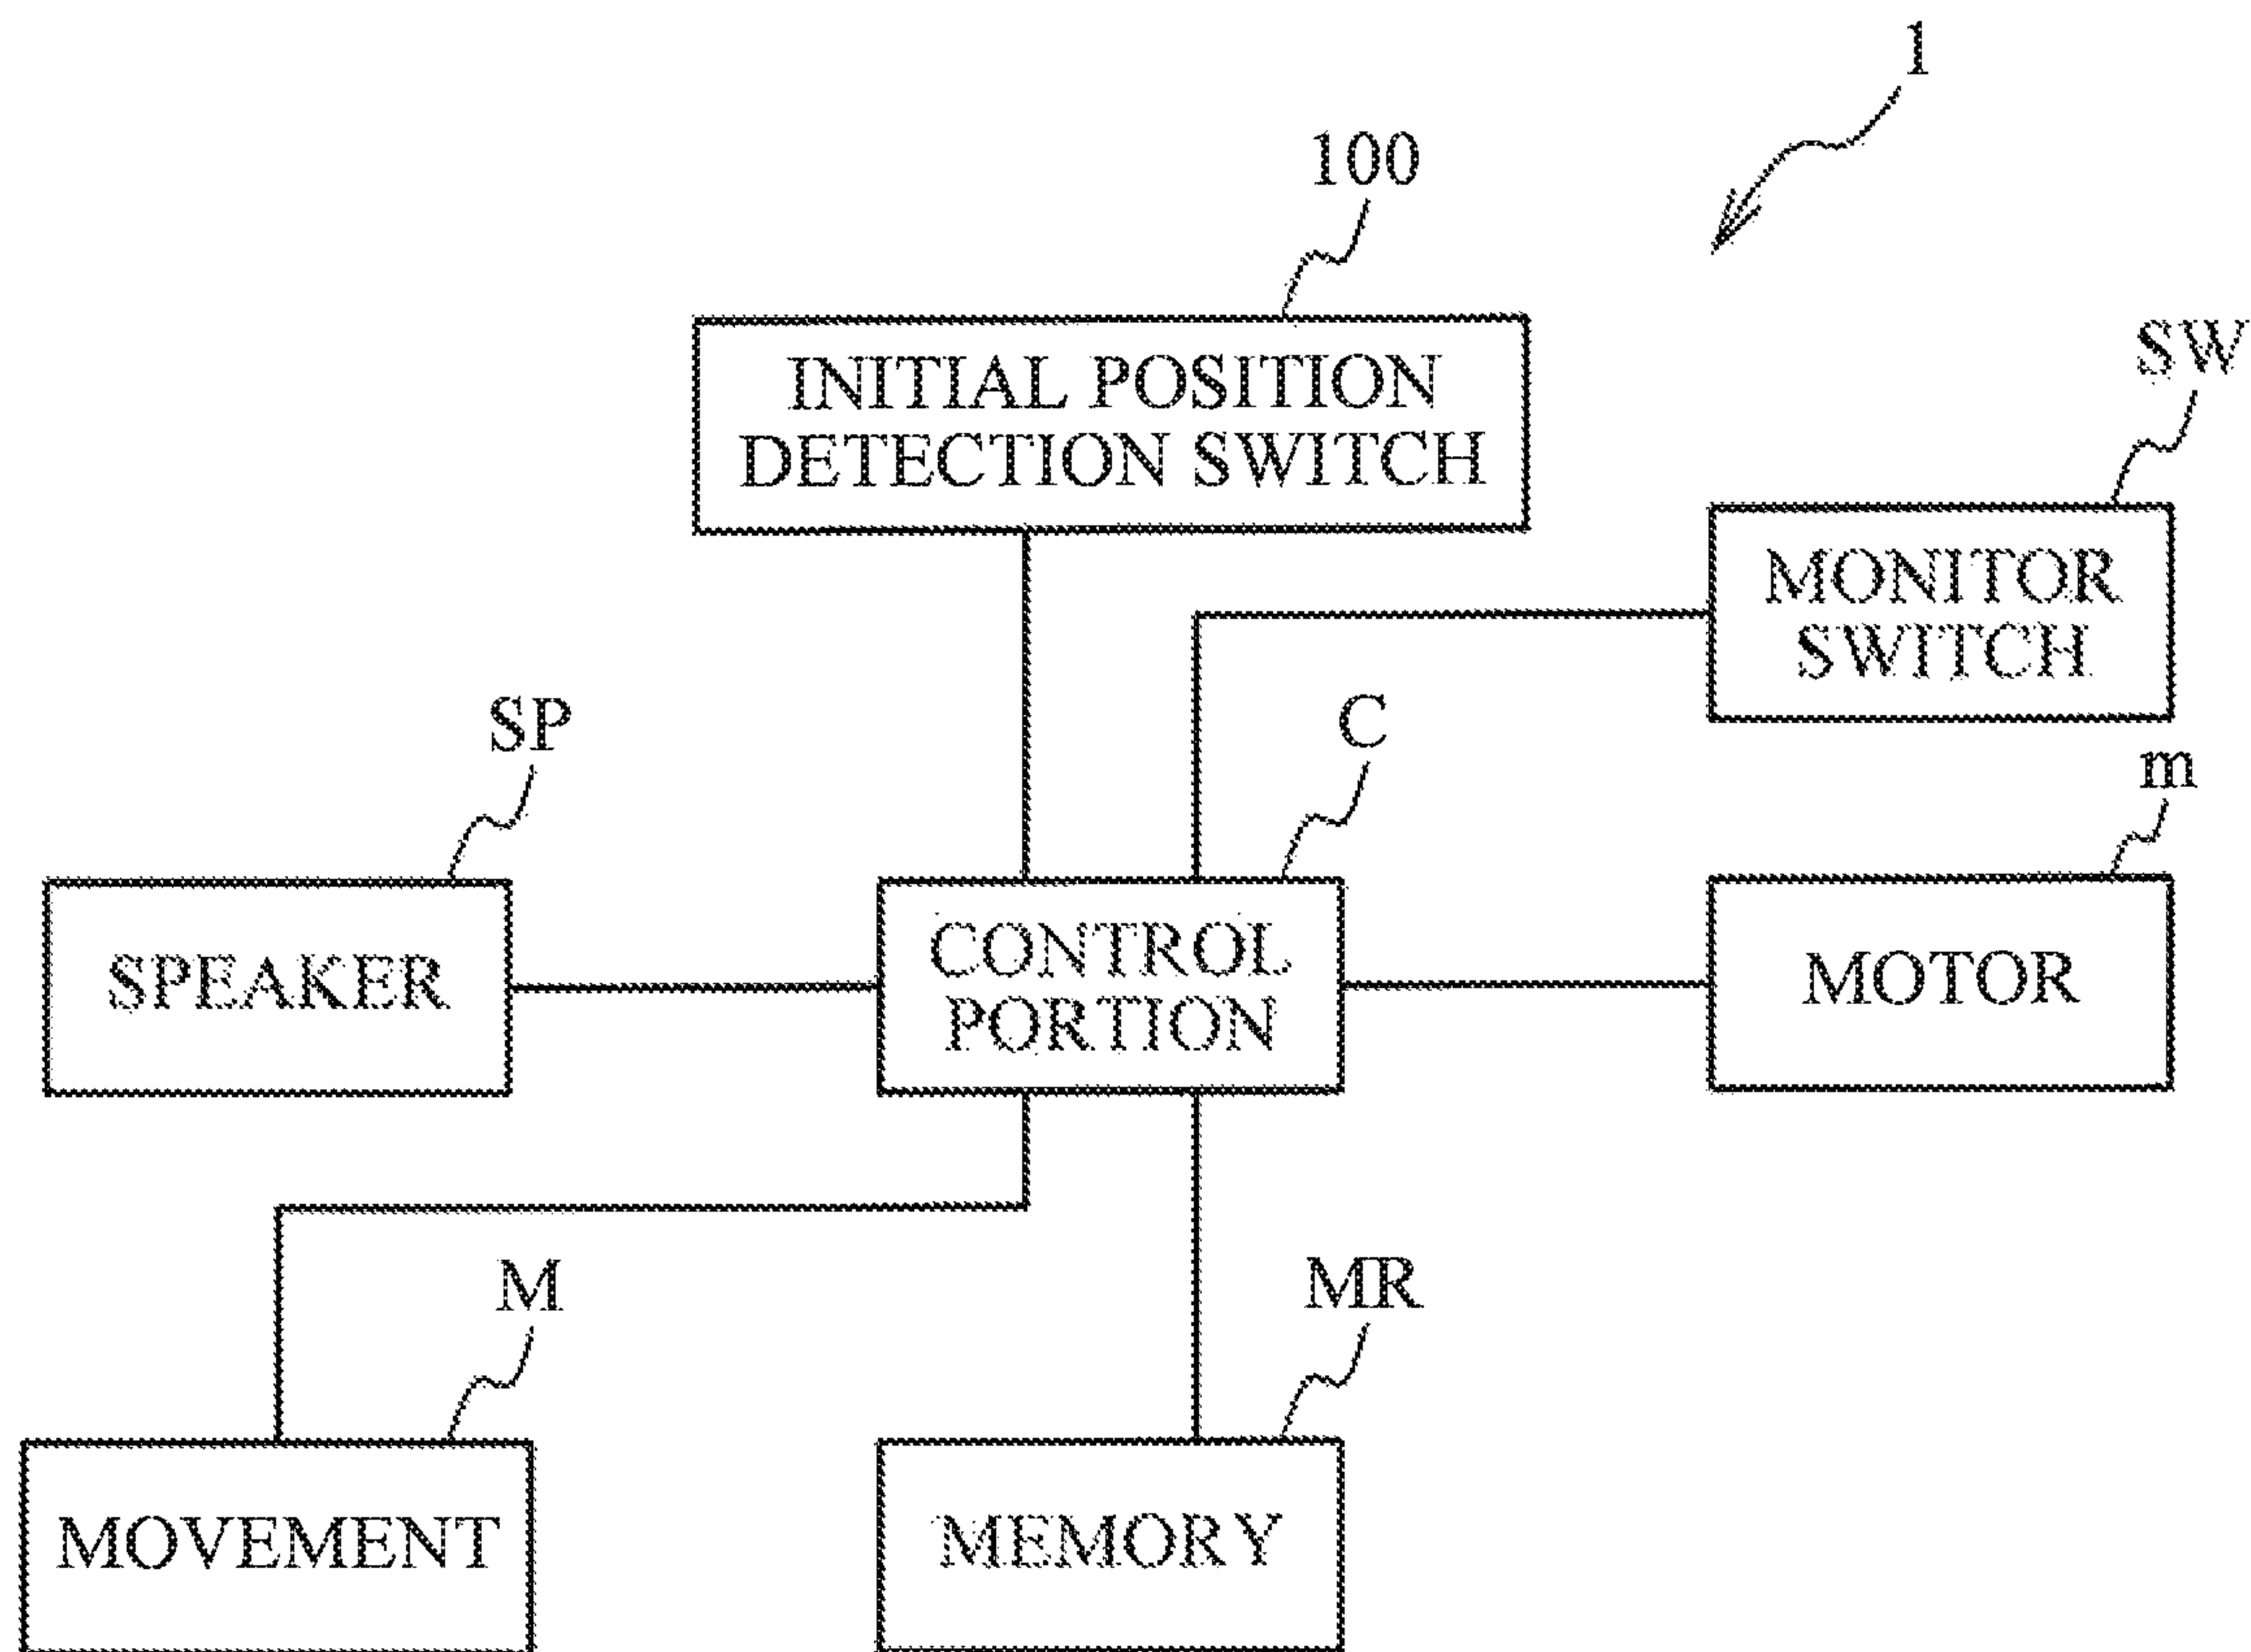 1
100
INITIAL POSITION
DETECTION SWITCH
SW
MONITOR
SWITCH
SP
C
m
SPEAKER
CONTROL
PORTION
MOTOR
M
MR
MOVEMENT
MEMORY